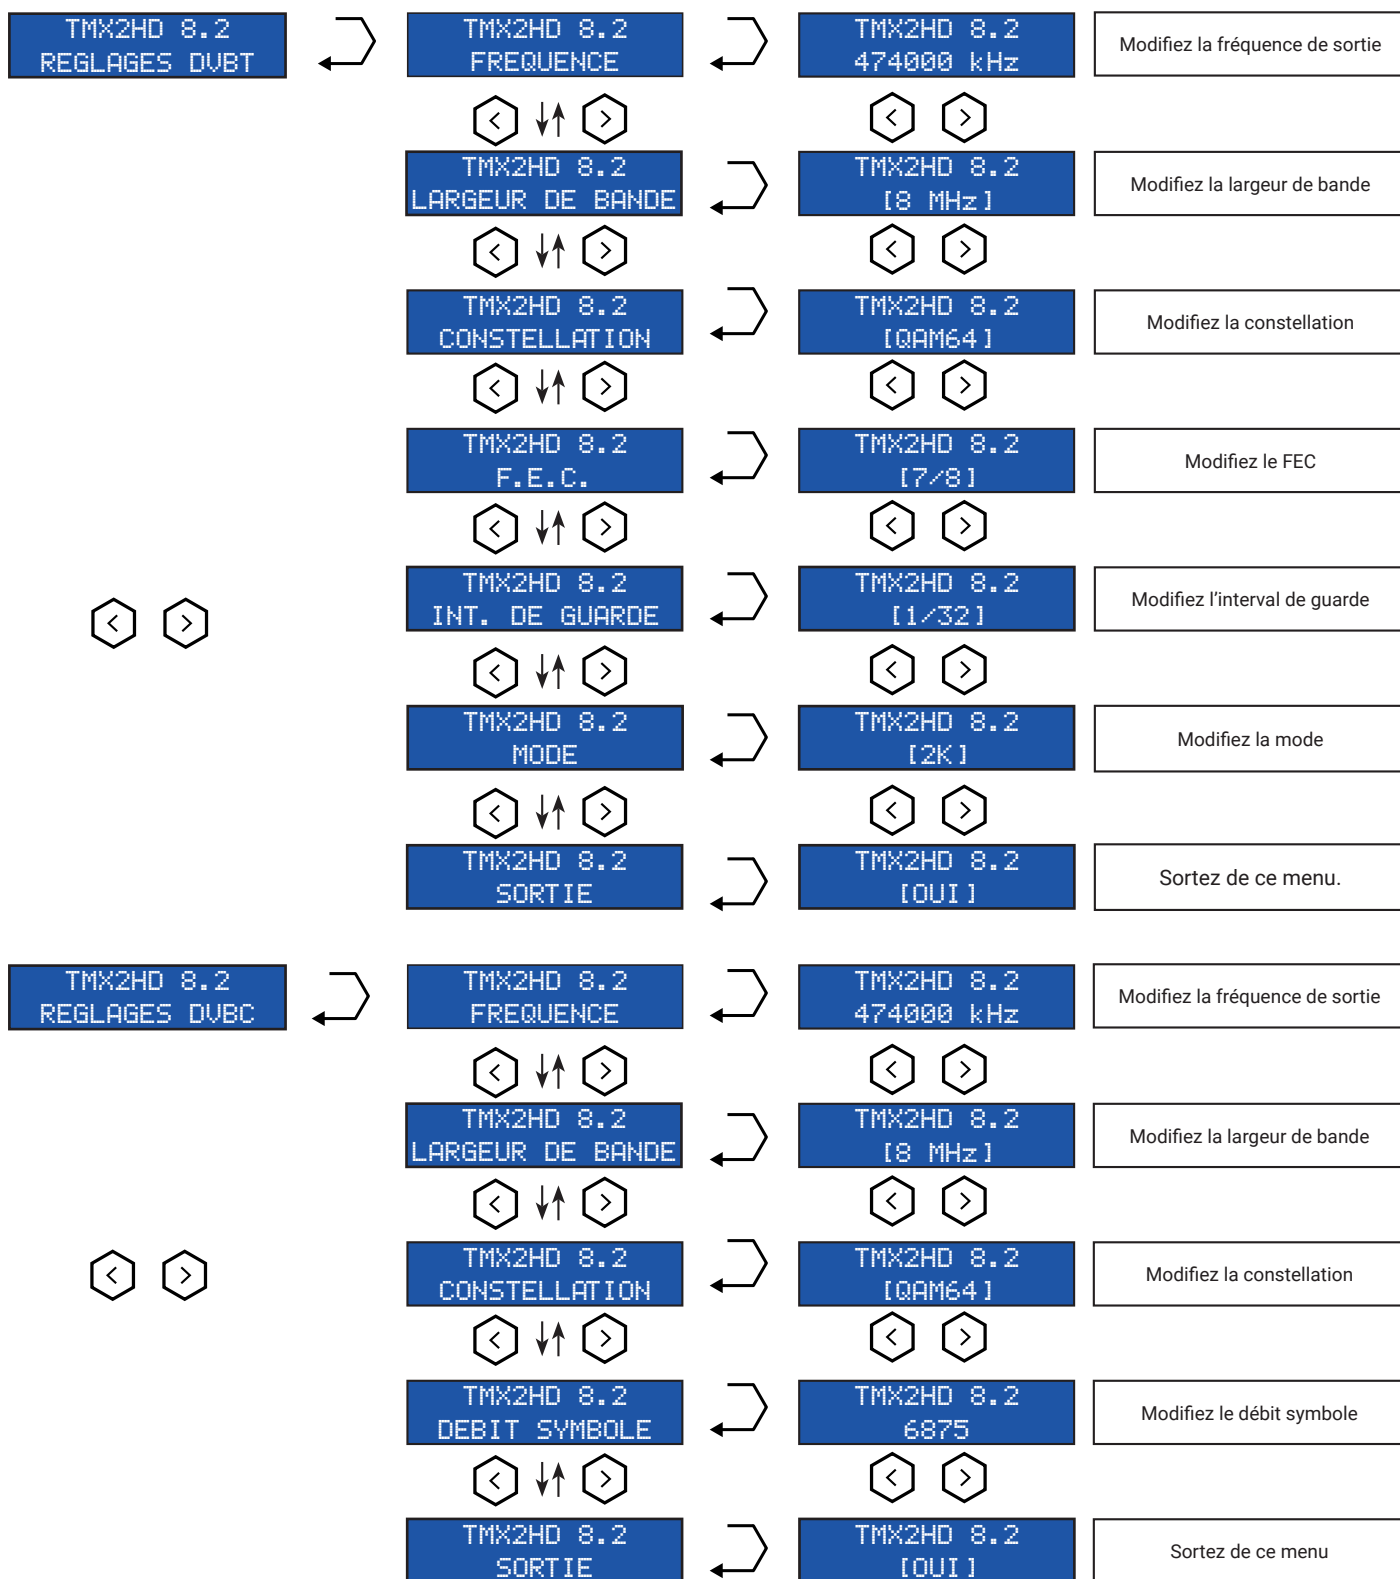 TMX2HD 8.2
REGLAGES DVBT
TMX2HD 8.2
FREQUENCE
TMX2HD 8.2
474000 kHz
Modifiez la fréquence de sortie
TMX2HD 8.2
LARGEUR DE BANDE
TMX2HD 8.2
[8 MHz]
Modifiez la largeur de bande
TMX2HD 8.2
CONSTELLATION
TMX2HD 8.2
[QAM64]
Modifiez la constellation
TMX2HD 8.2
F.E.C.
TMX2HD 8.2
[7/8]
Modifiez le FEC
TMX2HD 8.2
INT. DE GUARDE
TMX2HD 8.2
[1/32]
Modifiez l'interval de guarde
TMX2HD 8.2
MODE
TMX2HD 8.2
[2K]
Modifiez la mode
TMX2HD 8.2
SORTIE
TMX2HD 8.2
[OUI]
Sortez de ce menu.
TMX2HD 8.2
REGLAGES DVBC
TMX2HD 8.2
FREQUENCE
TMX2HD 8.2
474000 kHz
Modifiez la fréquence de sortie
TMX2HD 8.2
LARGEUR DE BANDE
TMX2HD 8.2
[8 MHz]
Modifiez la largeur de bande
TMX2HD 8.2
CONSTELLATION
TMX2HD 8.2
[QAM64]
Modifiez la constellation
TMX2HD 8.2
DEBIT SYMBOLE
TMX2HD 8.2
6875
Modifiez le débit symbole
TMX2HD 8.2
SORTIE
TMX2HD 8.2
[OUI]
Sortez de ce menu